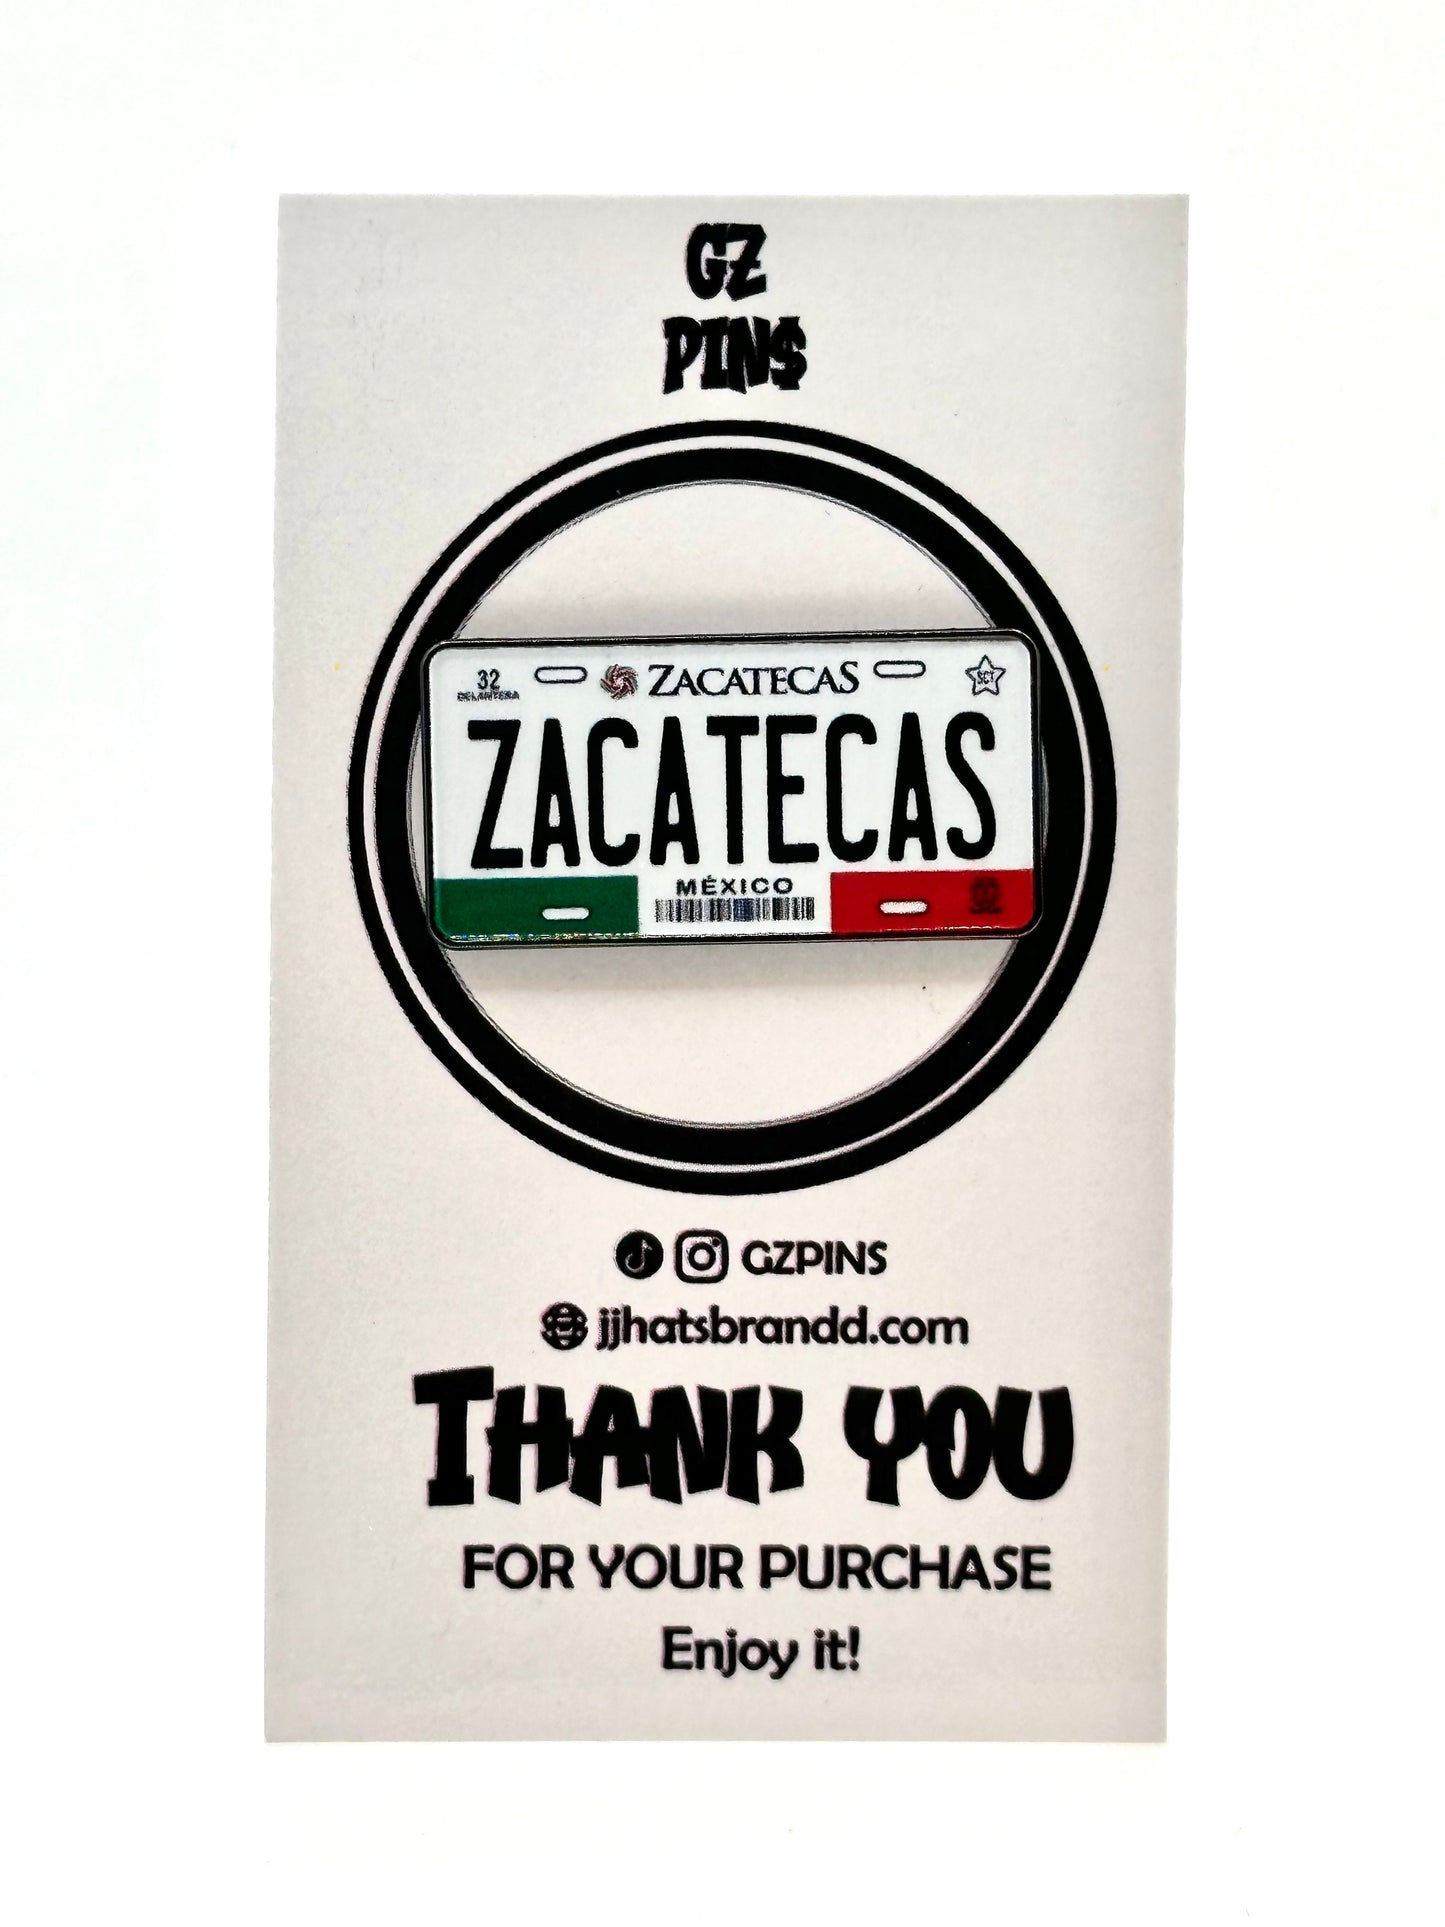 GZ
PIN$
32
DELANTERA
ZACATECAS
SCT
ZACATECAS
MÉXICO
GZPINS
jjhatsbrandd.com
THANK YOU
FOR YOUR PURCHASE
Enjoy it!